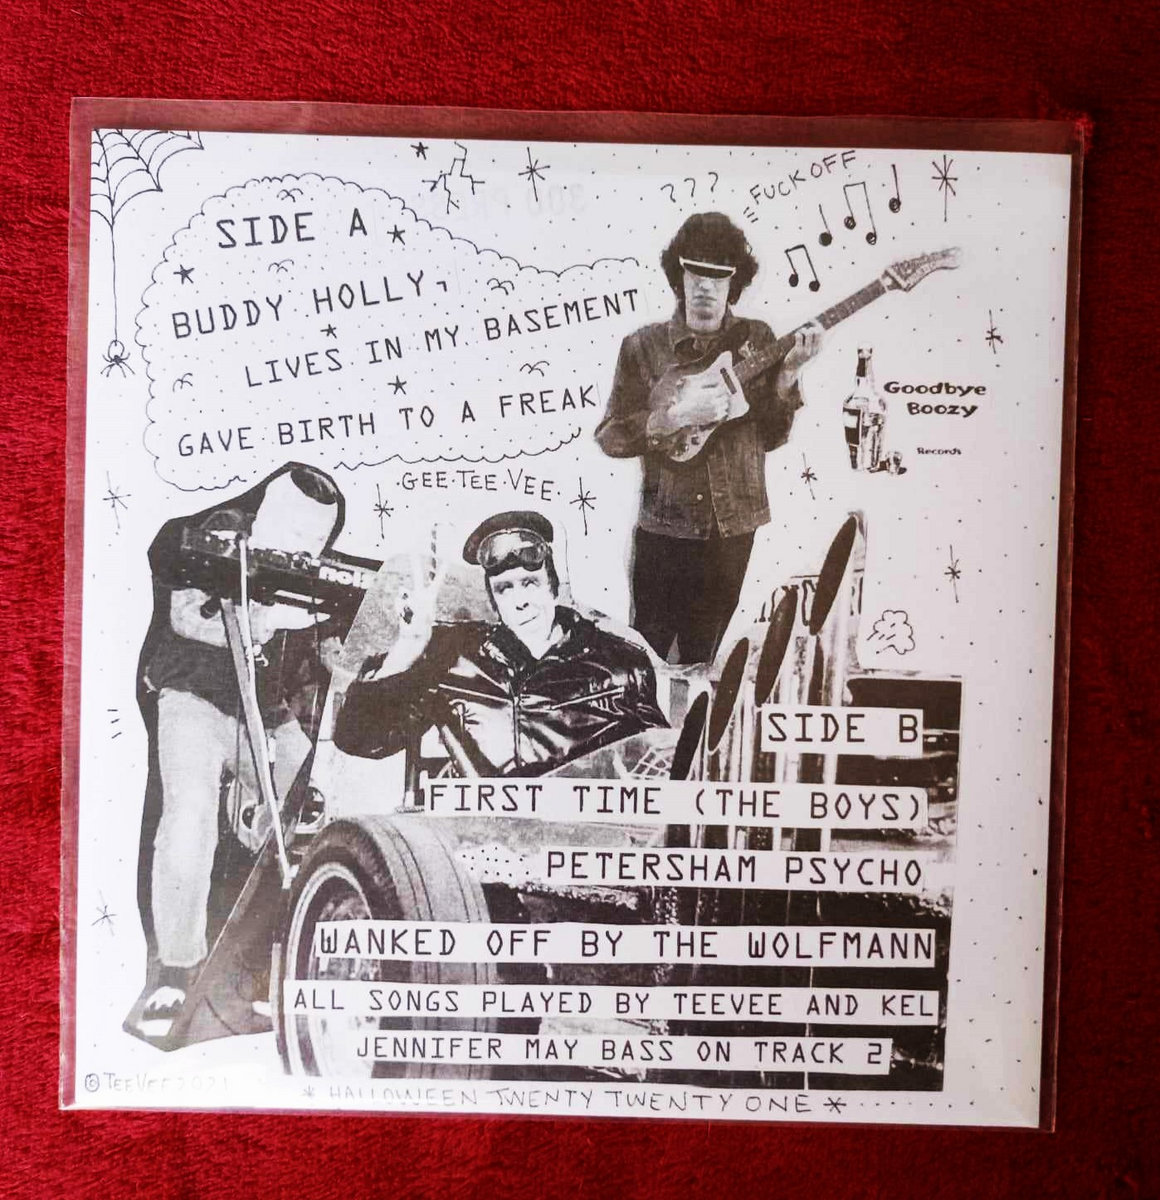 SIDE A
BUDDY HOLLY,
LIVES IN MY BASEMENT
GAVE BIRTH TO A FREAK
???
FUCK OFF
Goodbye
Boozy
Records
·GEE·TEE·VEE·
SIDE B
FIRST TIME (THE BOYS)
PETERSHAM PSYCHO
WANKED OFF BY THE WOLFMANN
ALL SONGS PLAYED BY TEEVEE AND KEL
JENNIFER MAY BASS ON TRACK 2
© TEEVEE 2021
* HALLOWEEN TWENTY TWENTY ONE *